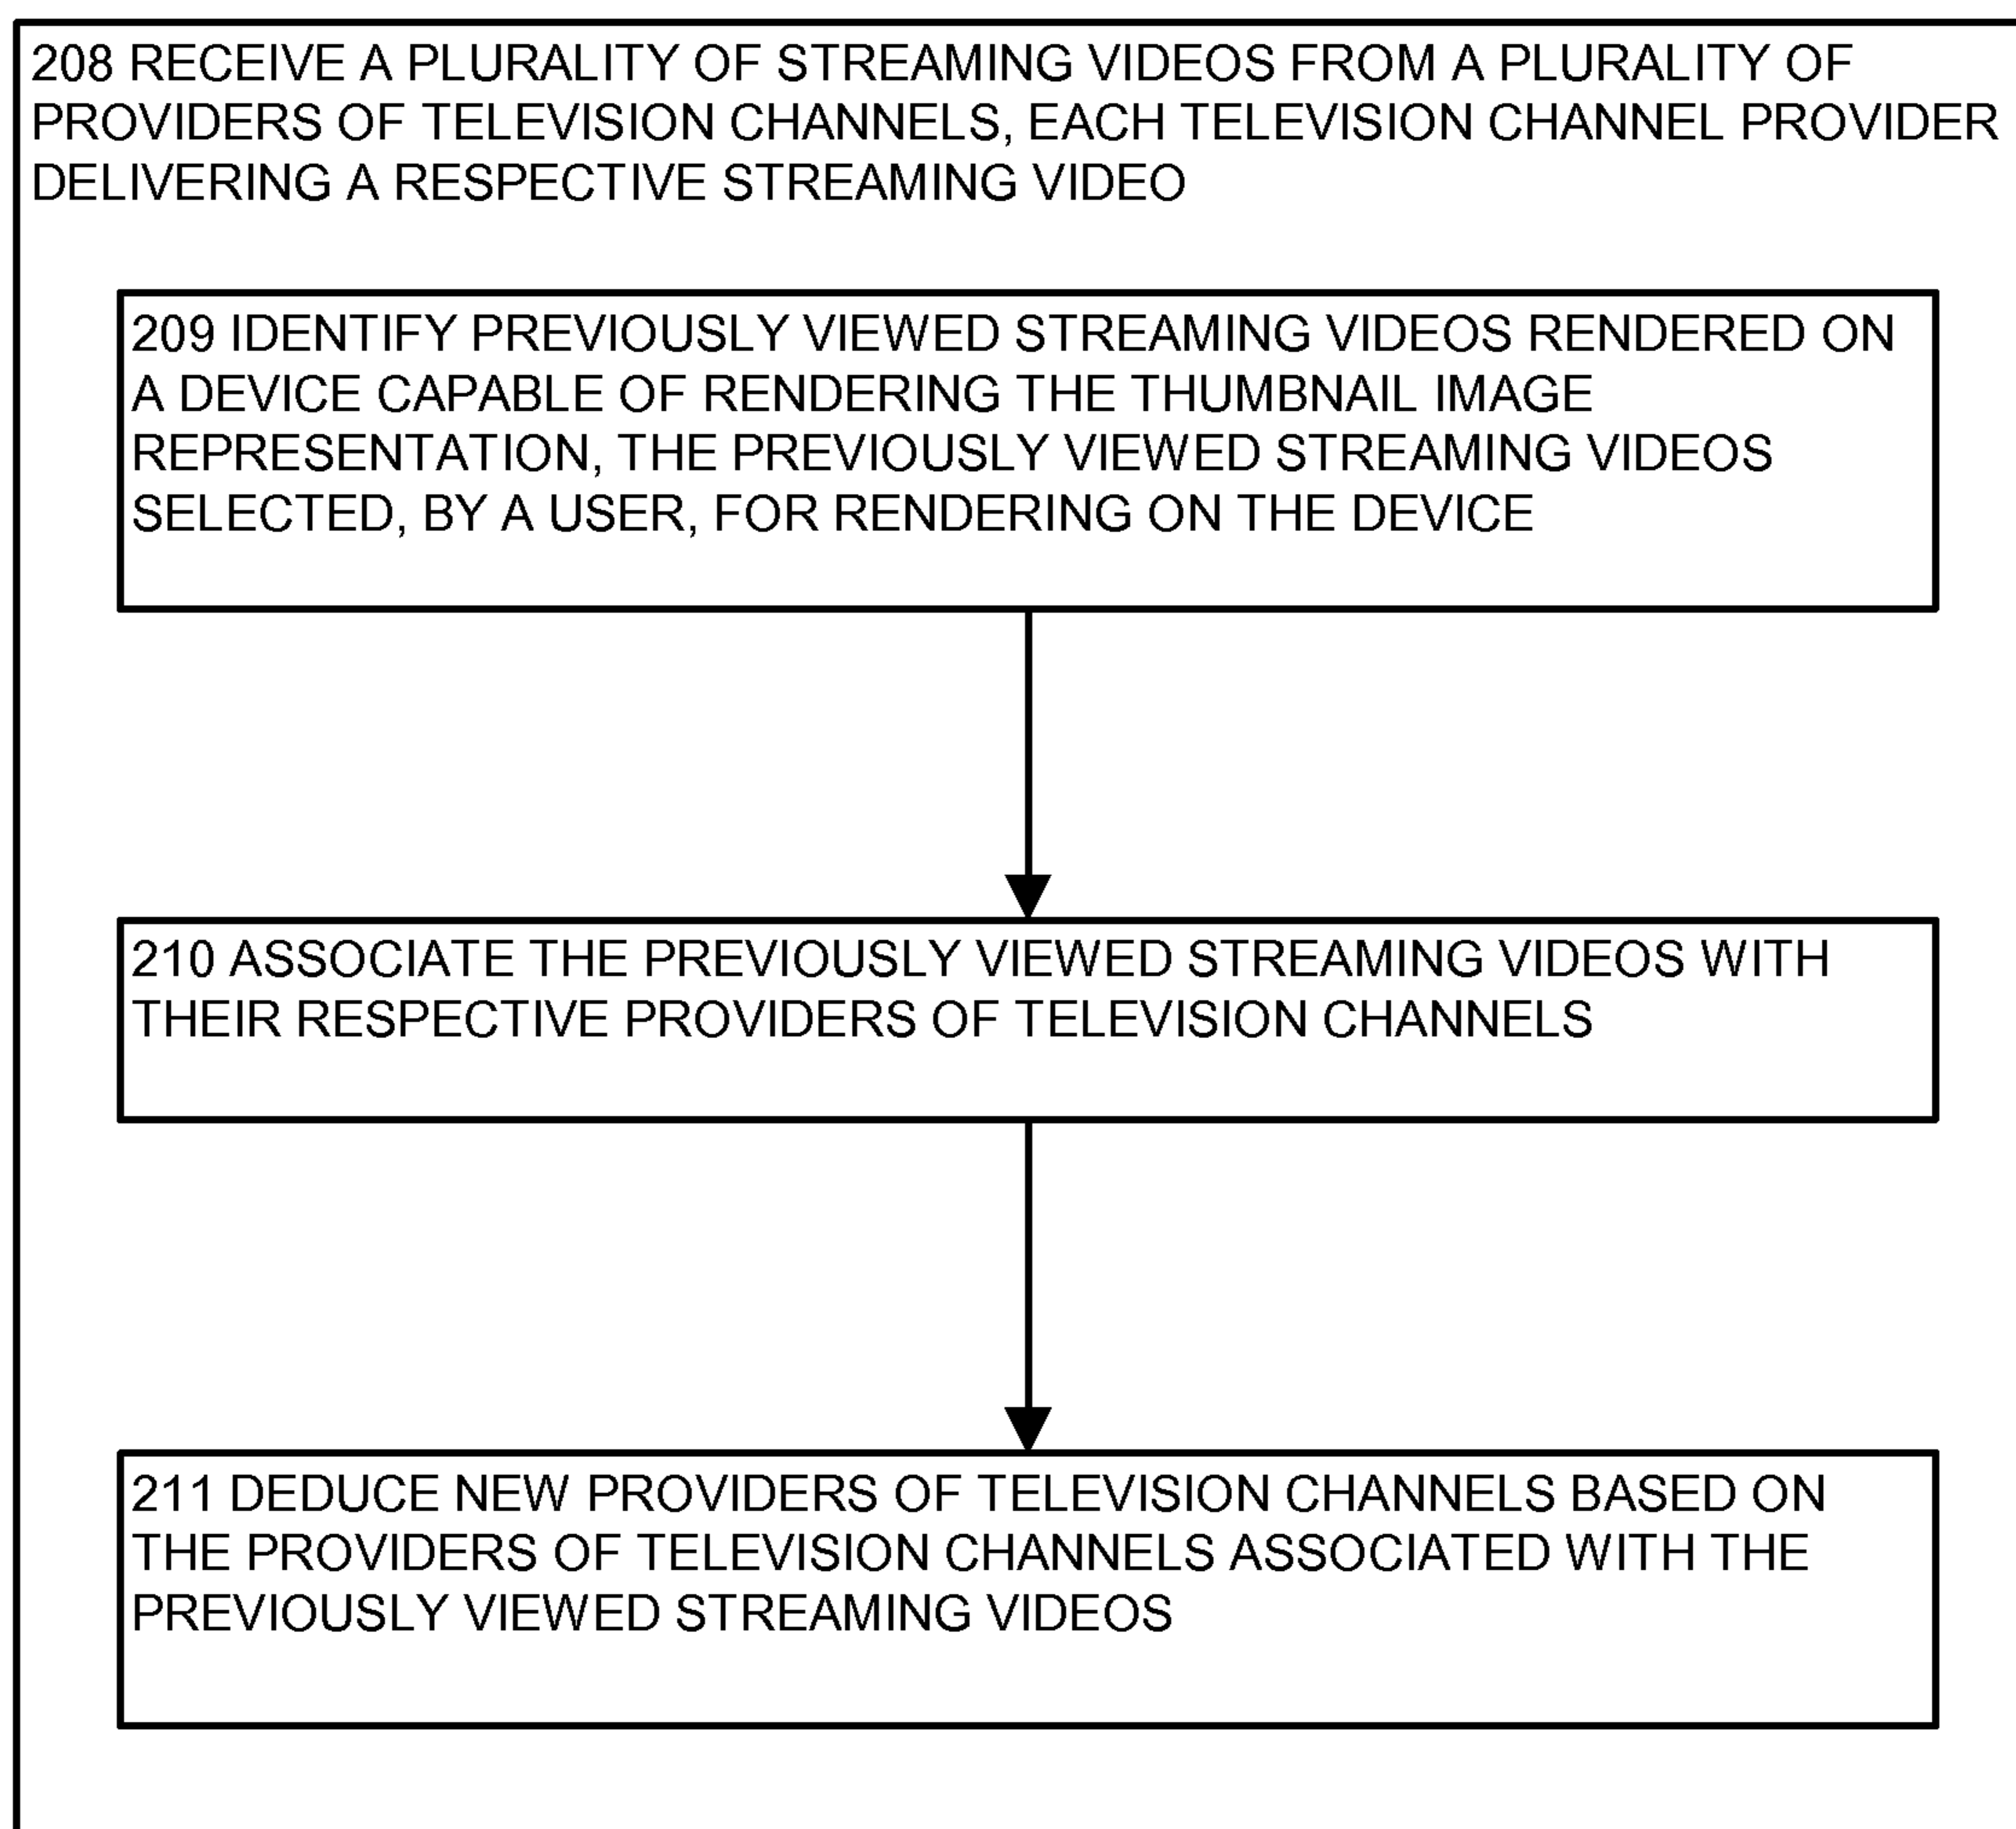 208 RECEIVE A PLURALITY OF STREAMING VIDEOS FROM A PLURALITY OF
PROVIDERS OF TELEVISION CHANNELS, EACH TELEVISION CHANNEL PROVIDER
DELIVERING A RESPECTIVE STREAMING VIDEO
209 IDENTIFY PREVIOUSLY VIEWED STREAMING VIDEOS RENDERED ON
A DEVICE CAPABLE OF RENDERING THE THUMBNAIL IMAGE
REPRESENTATION, THE PREVIOUSLY VIEWED STREAMING VIDEOS
SELECTED, BY A USER, FOR RENDERING ON THE DEVICE
210 ASSOCIATE THE PREVIOUSLY VIEWED STREAMING VIDEOS WITH
THEIR RESPECTIVE PROVIDERS OF TELEVISION CHANNELS
211 DEDUCE NEW PROVIDERS OF TELEVISION CHANNELS BASED ON
THE PROVIDERS OF TELEVISION CHANNELS ASSOCIATED WITH THE
PREVIOUSLY VIEWED STREAMING VIDEOS